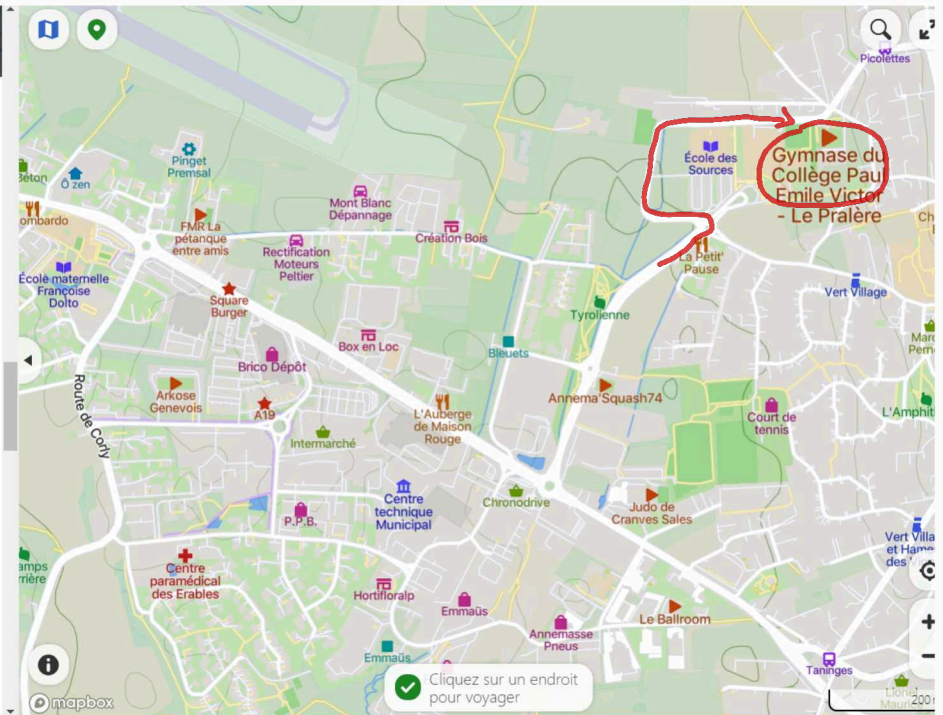 Picolettes
École des
Sources
Gymnase du
Collège Paul
Emile Victor
- Le Pralère
Pinget
Premsal
Béton
Ô zen
Mont Blanc
Dépannage
ombardo
FMR La
pétanque
entre amis
Création Bois
Rectification
Moteurs
Peltier
La Petit'
Pause
École maternelle
Françoise
Dolto
Vert Village
Square
Burger
Tyrolienne
Box en Loc
Bleuets
Brico Dépôt
Route de Corly
Arkose
Genevois
A19
Annema'Squash74
L'Auberge
de Maison
Rouge
Court de
tennis
L'Amphit
Intermarché
Centre
technique
Municipal
Chronodrive
P.P.B.
Judo de
Cranves Sales
Vert Villa
et Hame
des
amps
rrière
Centre
paramédical
des Erables
Hortifloralp
Emmaüs
Le Ballroom
Annemasse
Pneus
Emmaüs
Taninges
Cliquez sur un endroit
pour voyager
mapbox
200